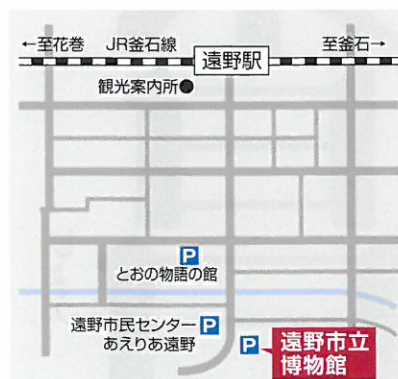 ←至花巻 JR釜石線 至釜石→
遠野駅
観光案内所
P
とおの物語の館
遠野市民センター P
あえりあ遠野
P 遠野市立
博物館